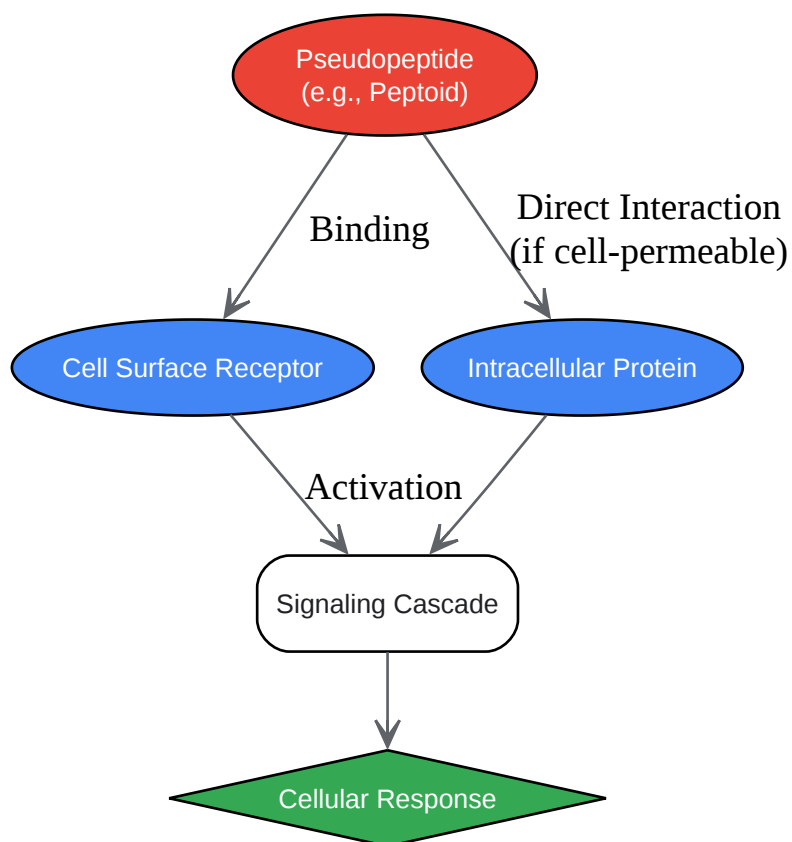 Pseudopeptide
(e.g., Peptoid)
Binding
Direct Interaction
(if cell-permeable)
Cell Surface Receptor
Intracellular Protein
Activation
Signaling Cascade
Cellular Response